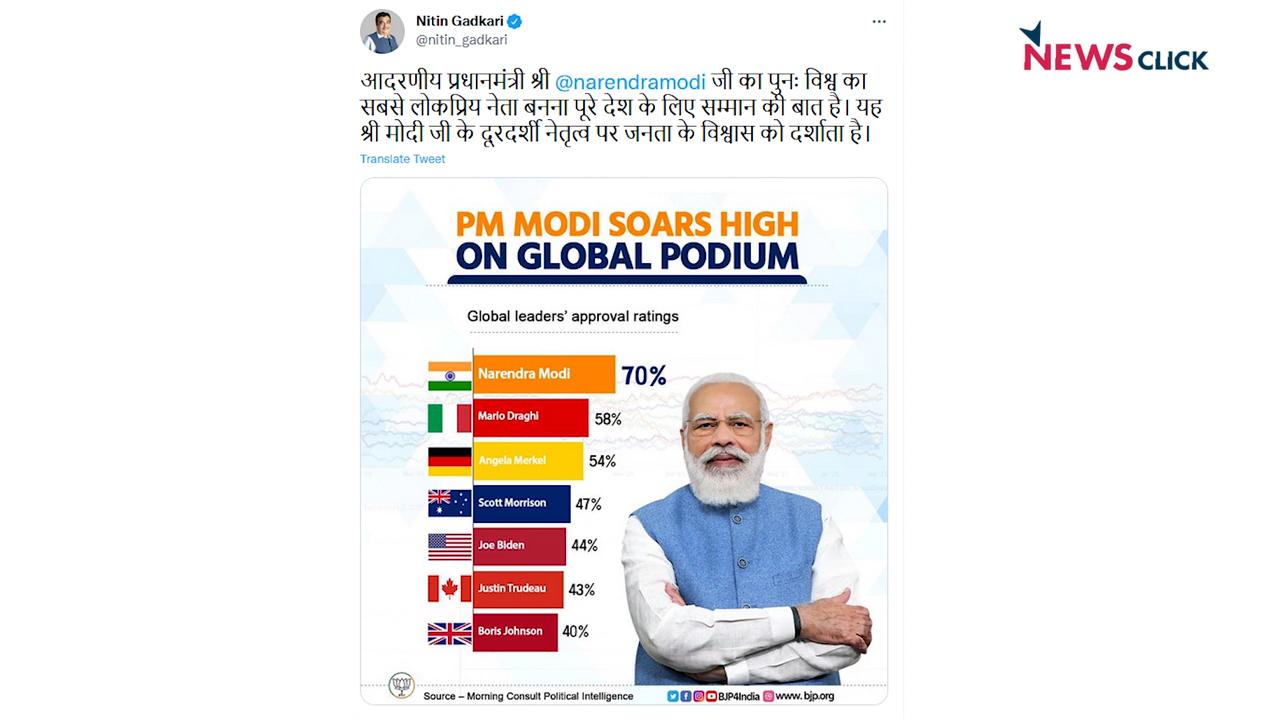 Nitin Gadkari
@nitin_gadkari
NEWS CLICK
आदरणीय प्रधानमंत्री श्री @narendramodi जी का पुनः विश्व का
सबसे लोकप्रिय नेता बनना पूरे देश के लिए सम्मान की बात है। यह
श्री मोदी जी के दूरदर्शी नेतृत्व पर जनता के विश्वास को दर्शाता है।
Translate Tweet
PM MODI SOARS HIGH
ON GLOBAL PODIUM
Global leaders' approval ratings
Narendra Modi 70%
Mario Draghi 58%
Angela Merkel 54%
Scott Morrison 47%
Joe Biden 44%
Justin Trudeau 43%
Boris Johnson 40%
Source – Morning Consult Political Intelligence
BJP4India www.bjp.org